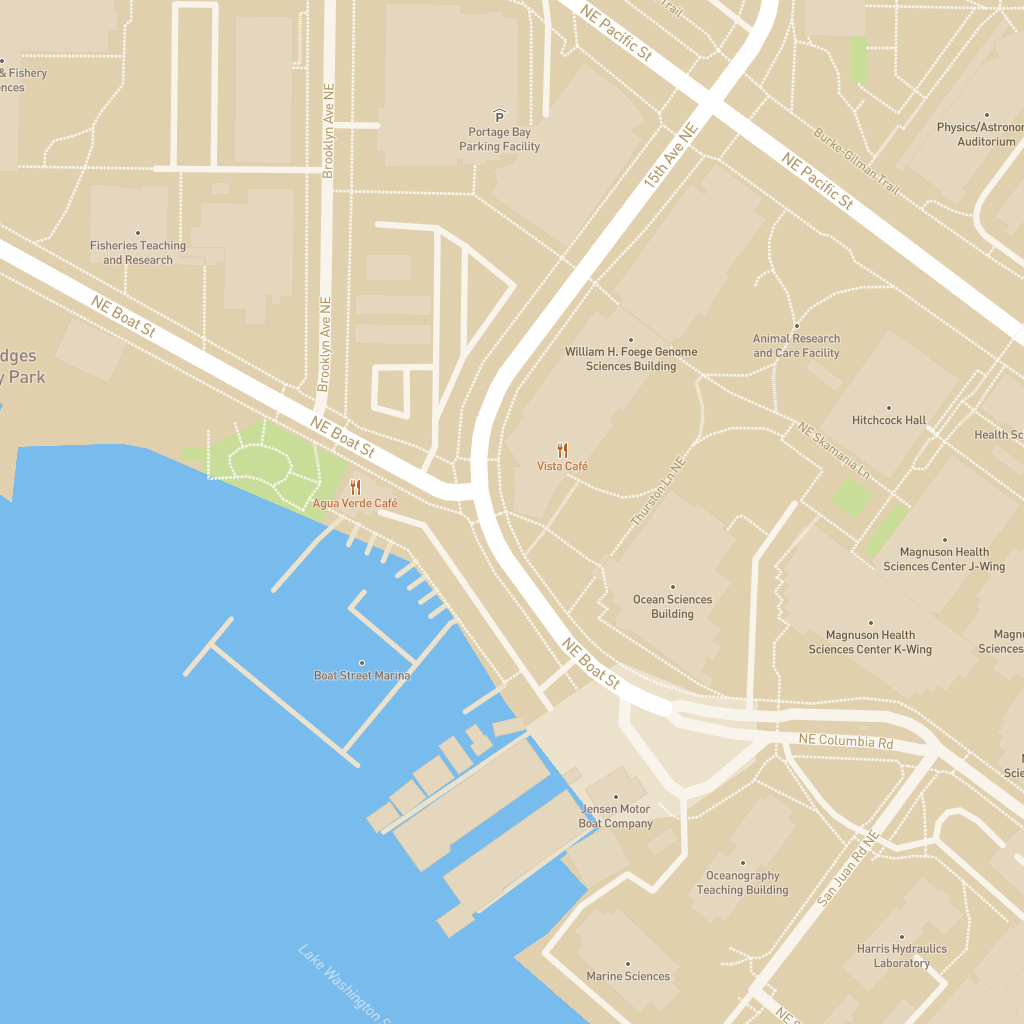 NE Pacific St
Trail
& Fishery
nces
Brooklyn Ave NE
P
Portage Bay
Parking Facility
15th Ave NE
Physics/Astronom
Auditorium
Burke-Gilman Trail
NE Pacific St
Fisheries Teaching
and Research
NE Boat St
Brooklyn Ave NE
William H. Foege Genome
Sciences Building
Animal Research
and Care Facility
dges
y Park
NE Boat St
Hitchcock Hall
Health Sc
NE Skamania Ln
Vista Café
Thurston Ln NE
Agua Verde Café
Magnuson Health
Sciences Center J-Wing
Ocean Sciences
Building
Magnuson Health
Sciences Center K-Wing
Magnu
Sciences
Boat Street Marina
NE Boat St
NE Columbia Rd
Scie
Jensen Motor
Boat Company
San Juan Rd NE
Oceanography
Teaching Building
Harris Hydraulics
Laboratory
Marine Sciences
Lake Washington S
NE S